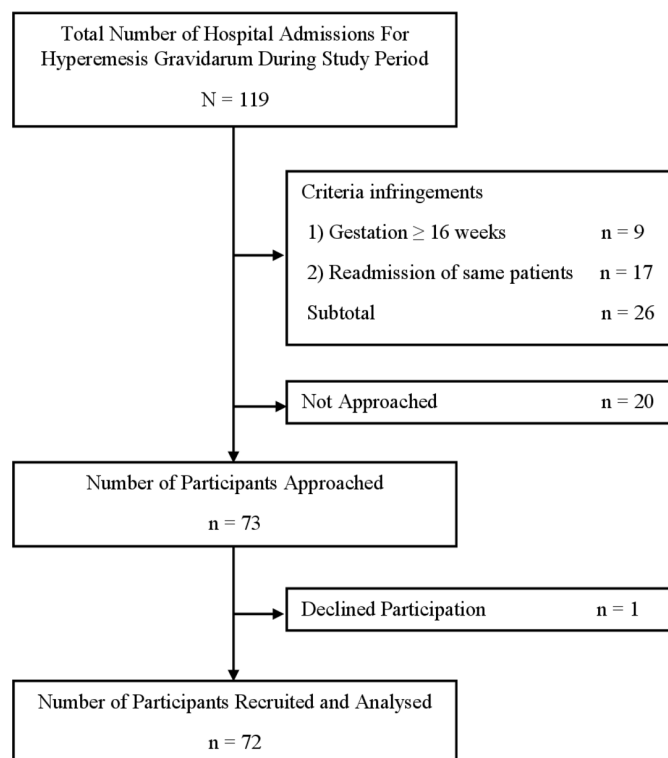 Total Number of Hospital Admissions For
Hyperemesis Gravidarum During Study Period
N = 119
Criteria infringements
1) Gestation ≥ 16 weeks n = 9
2) Readmission of same patients n = 17
Subtotal n = 26
Not Approached n = 20
Number of Participants Approached
n = 73
Declined Participation n = 1
Number of Participants Recruited and Analysed
n = 72